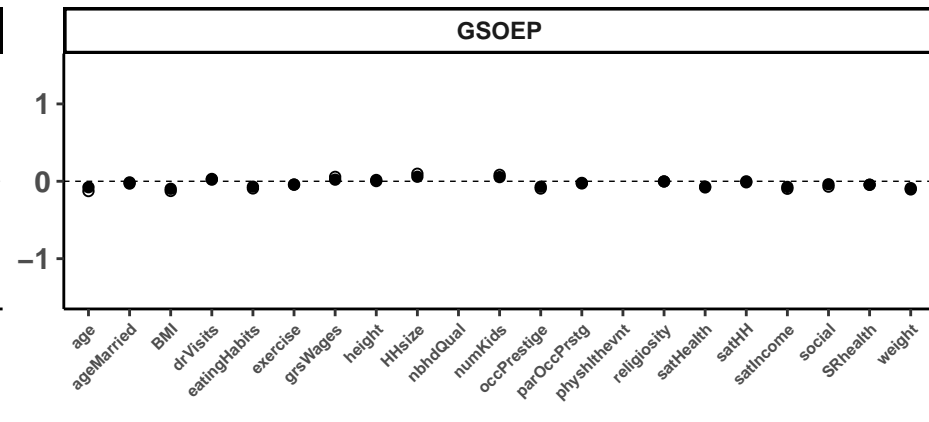 GSOEP
1
0
−1
age
ageMarried
BMI
drVisits
eatingHabits
exercise
grsWages
height
HHsize
nbhdQual
numKids
occPrestige
parOccPrstg
physhlthevnt
religiosity
satHealth
satHH
satIncome
social
SRhealth
weight